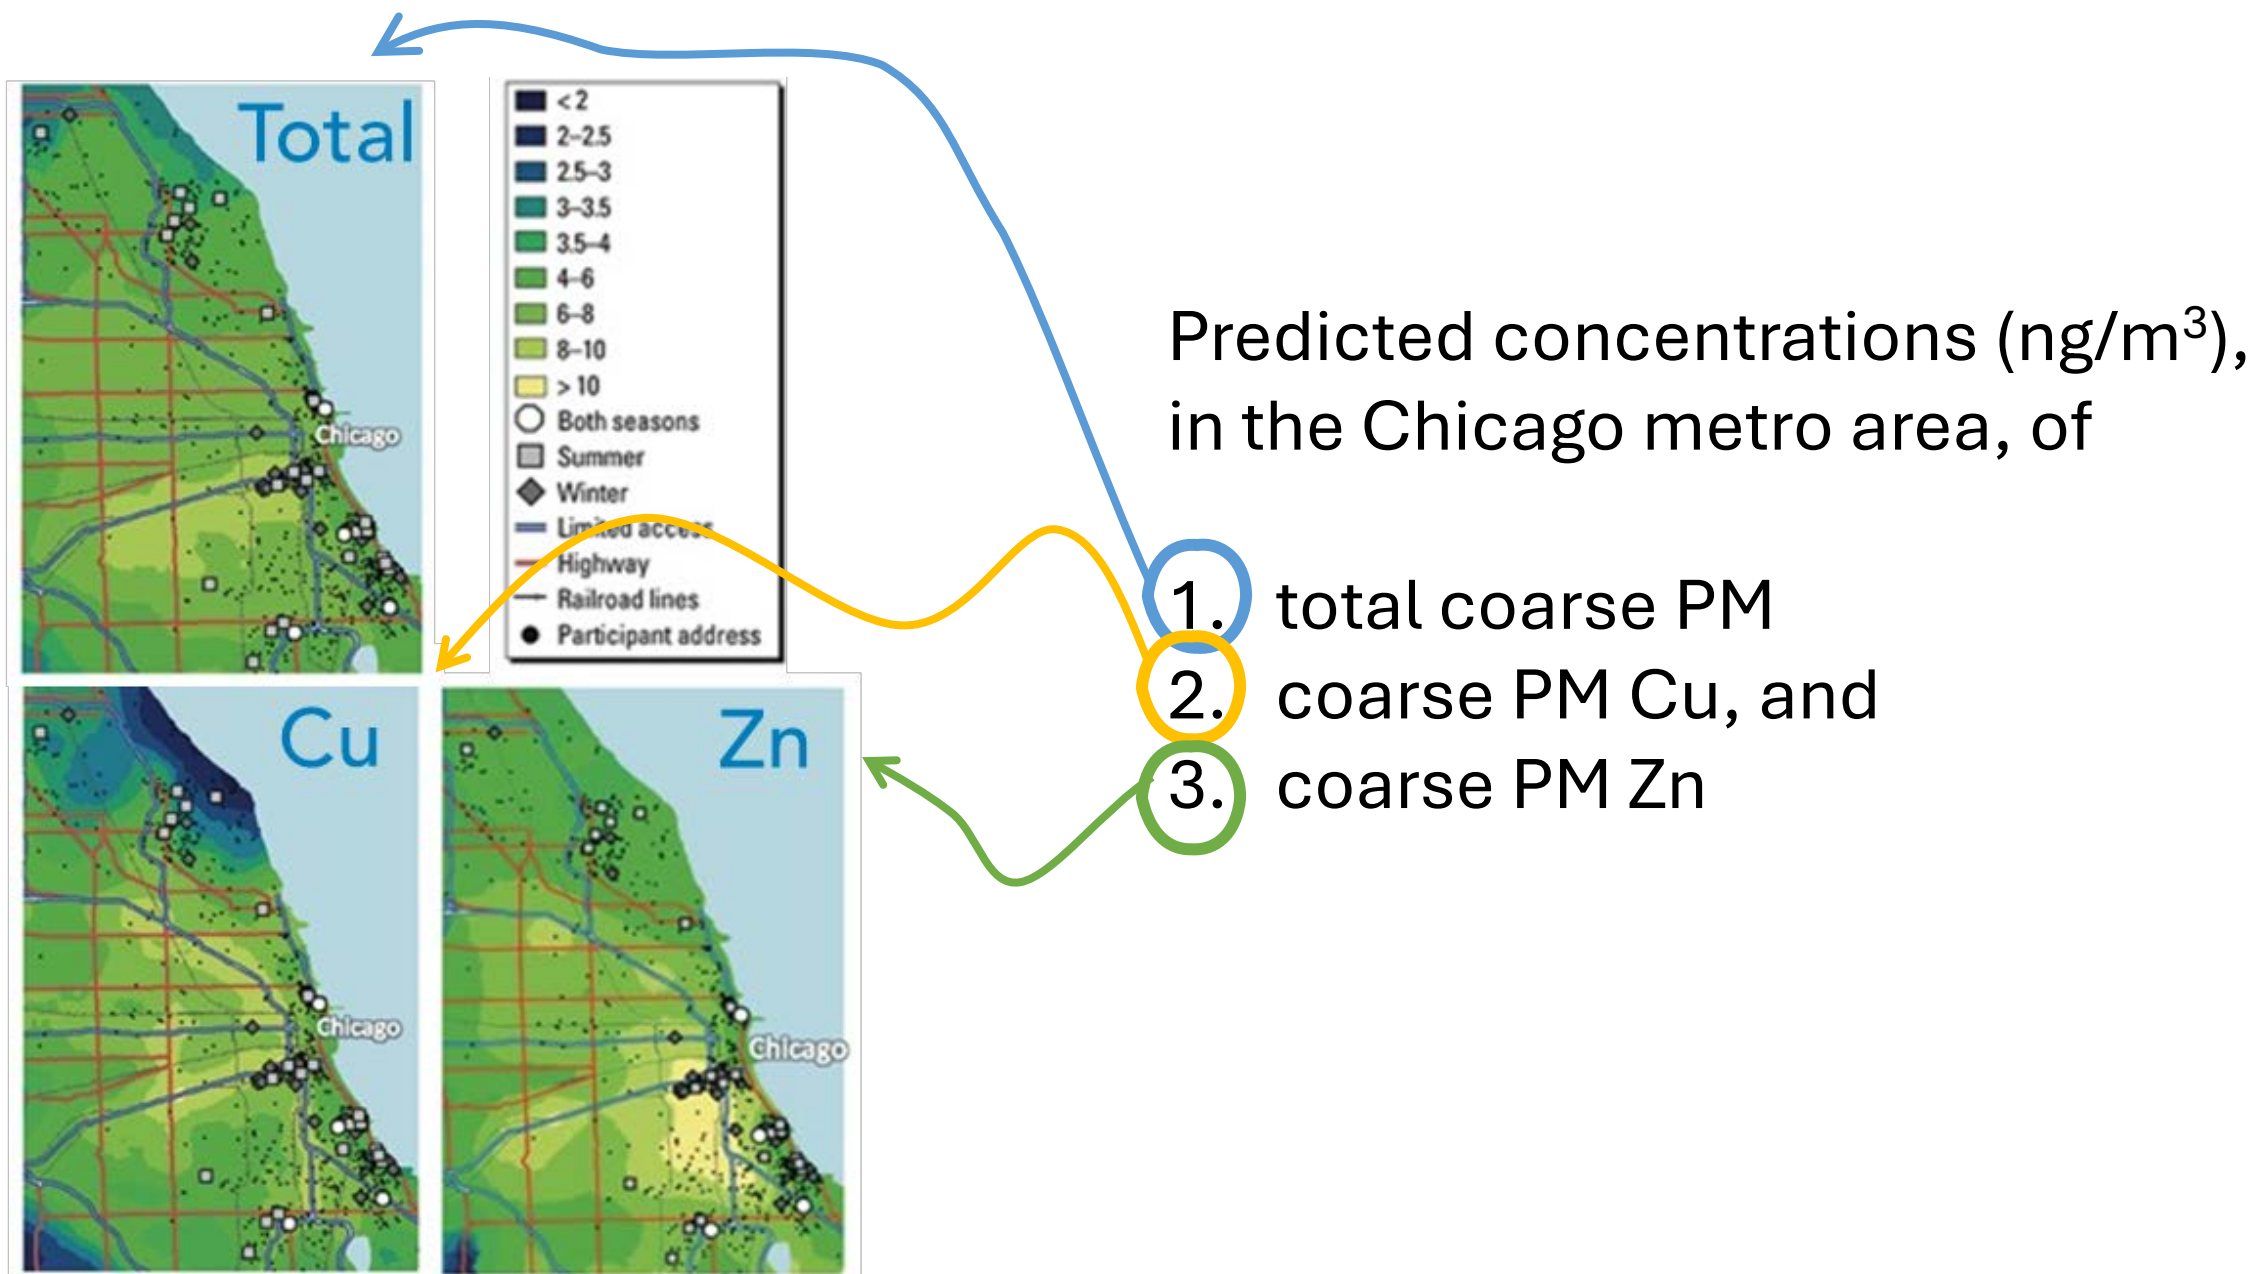 Total
Chicago
< 2
2–2.5
2.5–3
3–3.5
3.5–4
4–6
6–8
8–10
> 10
Both seasons
Summer
Winter
Limited access
Highway
Railroad lines
Participant address
Cu
Chicago
Zn
Chicago
Predicted concentrations (ng/m³),
in the Chicago metro area, of
1. total coarse PM
2. coarse PM Cu, and
3. coarse PM Zn